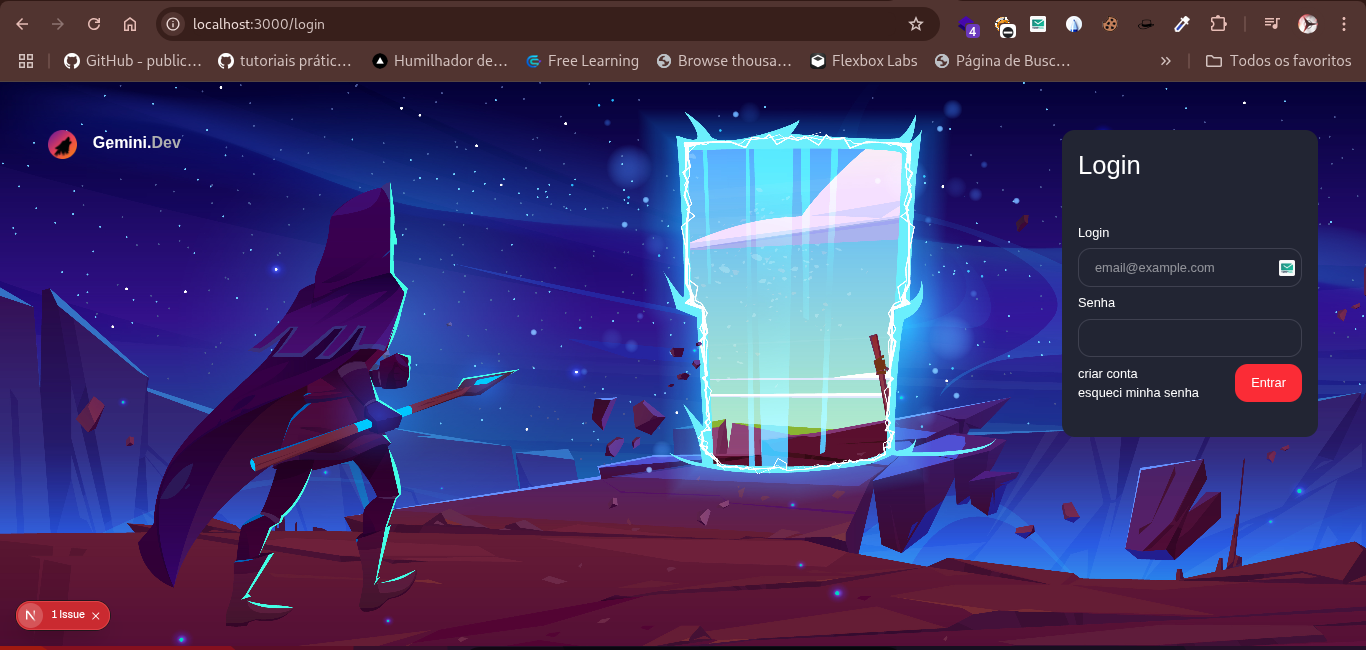 localhost:3000/login
4
GitHub - public...
tutoriais prátic...
Humilhador de...
Free Learning
Browse thousa...
Flexbox Labs
Página de Busc...
»
Todos os favoritos
Gemini.Dev
Login
Login
email@example.com
Senha
criar conta
esqueci minha senha
Entrar
N 1 Issue ×